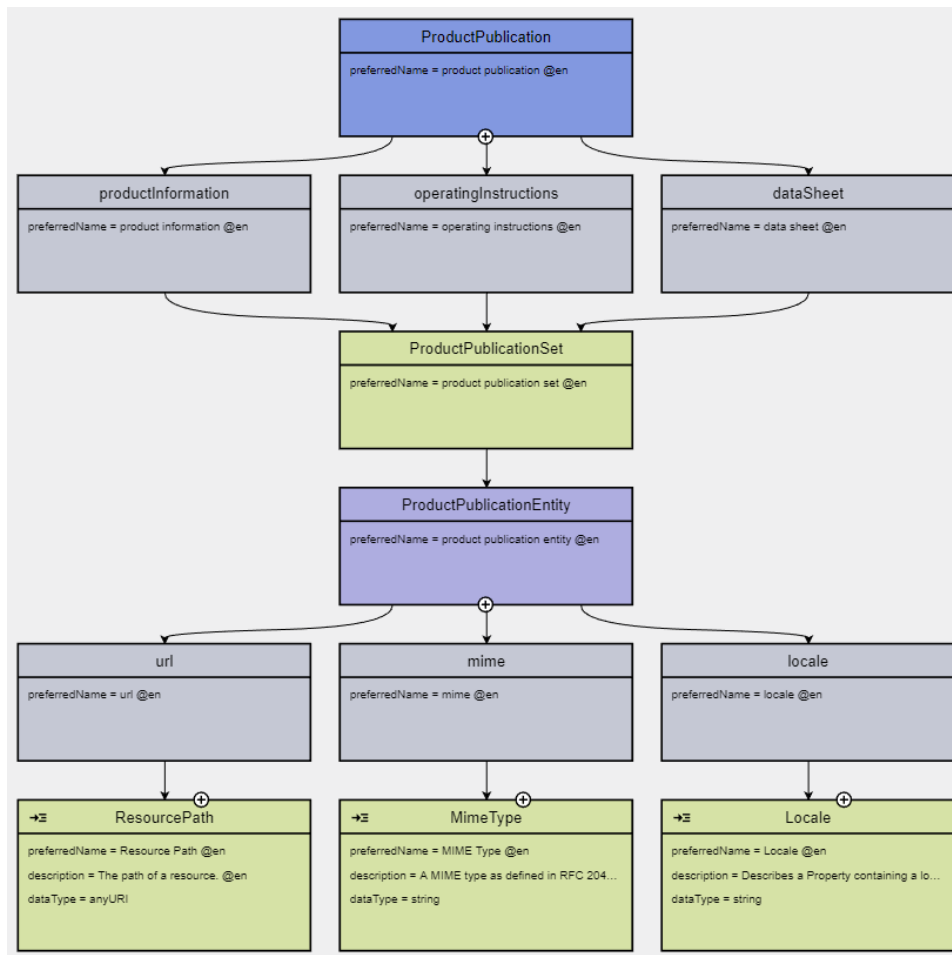 ProductPublication
preferredName = product publication @en
productInformation
preferredName = product information @en
operatingInstructions
preferredName = operating instructions @en
dataSheet
preferredName = data sheet @en
ProductPublicationSet
preferredName = product publication set @en
ProductPublicationEntity
preferredName = product publication entity @en
url
preferredName = url @en
mime
preferredName = mime @en
locale
preferredName = locale @en
ResourcePath
preferredName = Resource Path @en
description = The path of a resource. @en
dataType = anyURI
MimeType
preferredName = MIME Type @en
description = A MIME type as defined in RFC 204...
dataType = string
Locale
preferredName = Locale @en
description = Describes a Property containing a lo...
dataType = string